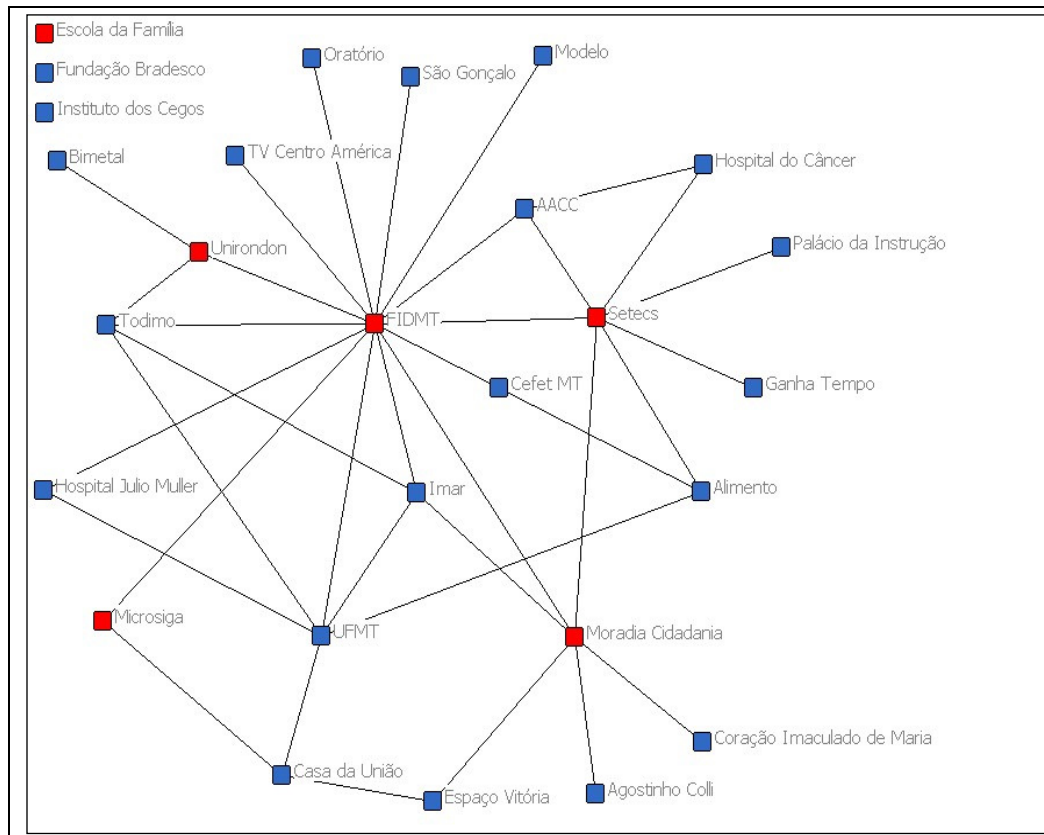 Escola da Família
Oratório
Modelo
Fundação Bradesco
São Gonçalo
Instituto dos Cegos
Bimetal
TV Centro América
Hospital do Câncer
AACC
Unirondon
Palácio da Instrução
Todimo
FIDMT
Setecs
Cefet MT
Ganha Tempo
Hospital Julio Muller
Imar
Alimento
Microsiga
UFMT
Moradia Cidadania
Coração Imaculado de Maria
Casa da União
Espaço Vitória
Agostinho Colli